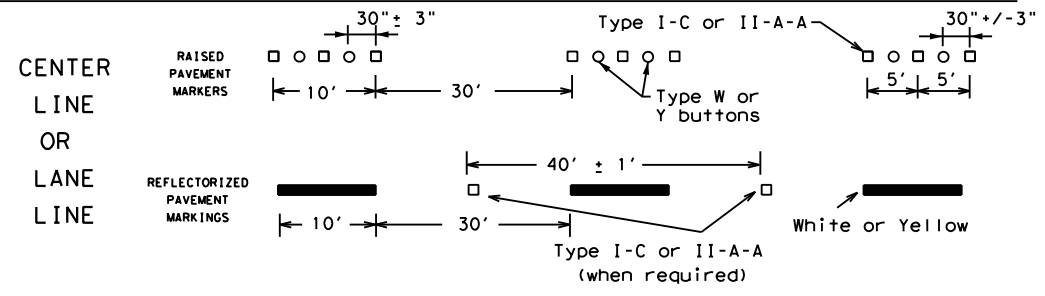 CENTER
LINE
OR
LANE
LINE
RAISED
PAVEMENT
MARKERS
30"± 3"
10'
30'
Type I-C or II-A-A
Type W or
Y buttons
30"+/-3"
5'
5'
REFLECTORIZED
PAVEMENT
MARKINGS
10'
30'
40' ± 1'
Type I-C or II-A-A
(when required)
White or Yellow